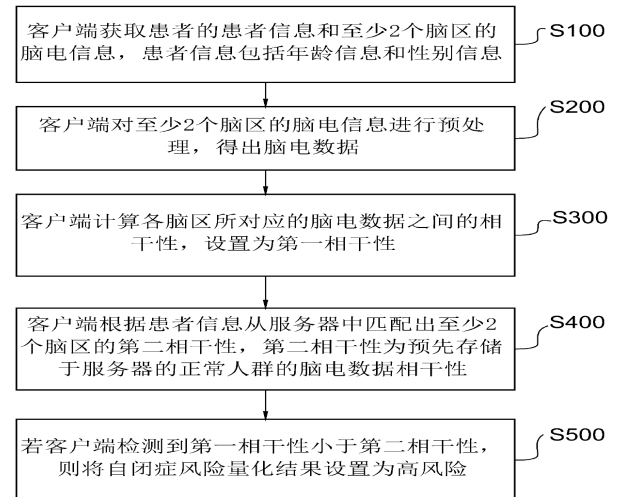 客户端获取患者的患者信息和至少2个脑区的
脑电信息，患者信息包括年龄信息和性别信息
S100
客户端对至少2个脑区的脑电信息进行预处
理，得出脑电数据
S200
客户端计算各脑区所对应的脑电数据之间的相
干性，设置为第一相干性
S300
客户端根据患者信息从服务器中匹配出至少2
个脑区的第二相干性，第二相干性为预先存储
于服务器的正常人群的脑电数据相干性
S400
若客户端检测到第一相干性小于第二相干性，
则将自闭症风险量化结果设置为高风险
S500